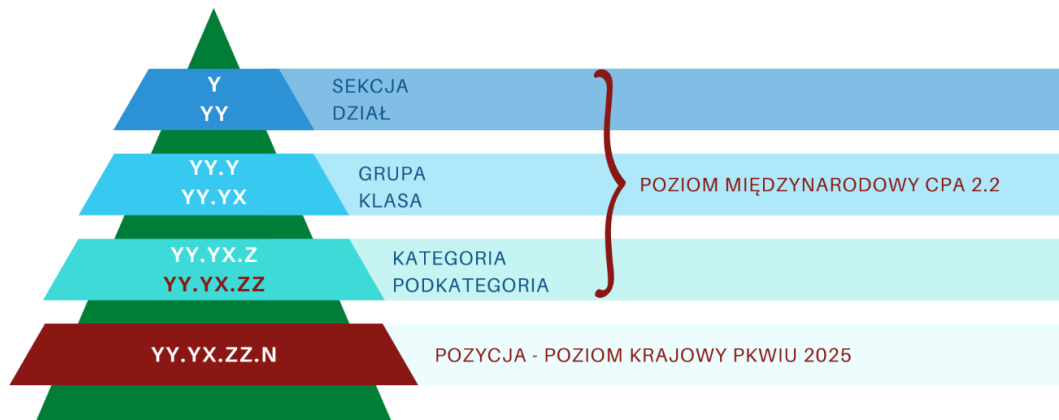 Y
SEKCJA
YY
DZIAŁ
YY.Y
GRUPA
YY.YX
KLASA
POZIOM MIĘDZYNARODOWY CPA 2.2
YY.YX.Z
KATEGORIA
YY.YX.ZZ
PODKATEGORIA
YY.YX.ZZ.N
POZYCJA - POZIOM KRAJOWY PKWIU 2025